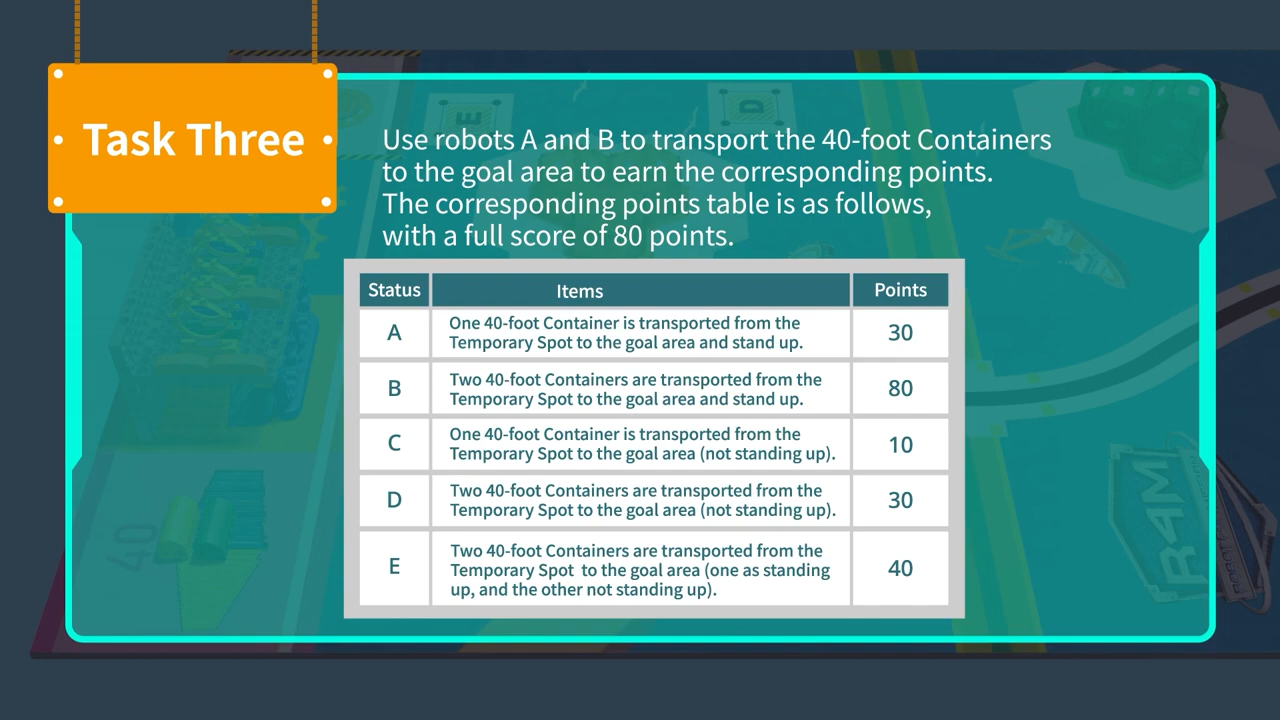 Task Three
Use robots A and B to transport the 40-foot Containers
to the goal area to earn the corresponding points.
The corresponding points table is as follows,
with a full score of 80 points.
Status Items Points
A One 40-foot Container is transported from the
Temporary Spot to the goal area and stand up. 30
B Two 40-foot Containers are transported from the
Temporary Spot to the goal area and stand up. 80
C One 40-foot Container is transported from the
Temporary Spot to the goal area (not standing up). 10
D Two 40-foot Containers are transported from the
Temporary Spot to the goal area (not standing up). 30
E Two 40-foot Containers are transported from the
Temporary Spot to the goal area (one as standing
up, and the other not standing up). 40
E
D
40
R4M